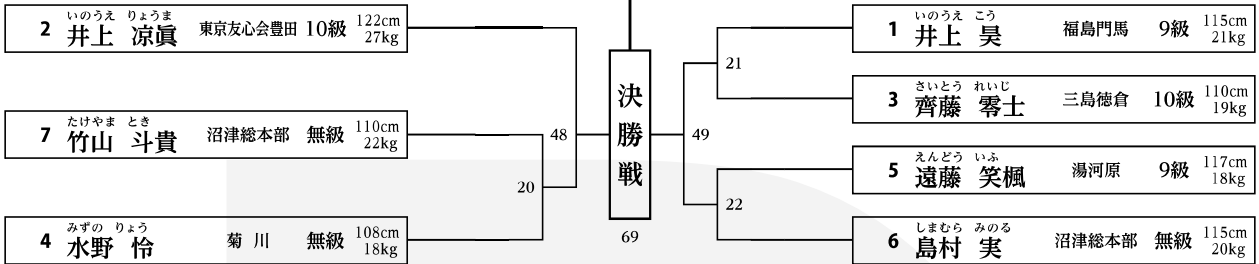 いのうえ りょうま
2 井上 凉眞 東京友心会豊田 10級 122cm 27kg
たけやま とき
7 竹山 斗貴 沼津総本部 無級 110cm 22kg
みずの りょう
4 水野 怜 菊川 無級 108cm 18kg
20
48
決勝戦
69
49
21
22
いのうえ こう
1 井上 昊 福島門馬 9級 115cm 21kg
さいとう れいじ
3 齊藤 零士 三島徳倉 10級 110cm 19kg
えんどう いふ
5 遠藤 笑楓 湯河原 9級 117cm 18kg
しまむら みのる
6 島村 実 沼津総本部 無級 115cm 20kg